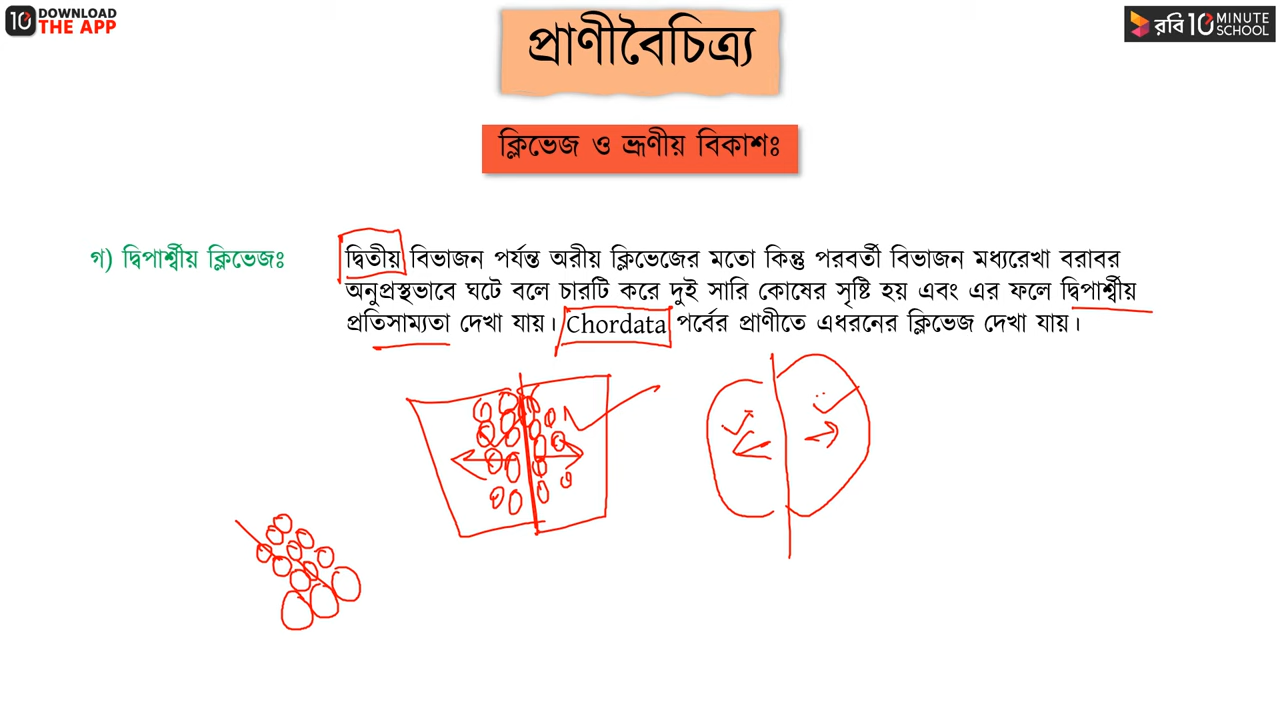 10 DOWNLOAD
THE APP
রবি 10 MINUTE
SCHOOL
প্রাণীবৈচিত্র্য
ক্লিভেজ ও ভ্রূণীয় বিকাশঃ
গ) দ্বিপার্শ্বীয় ক্লিভেজঃ
দ্বিতীয় বিভাজন পর্যন্ত অরীয় ক্লিভেজের মতো কিন্তু পরবর্তী বিভাজন মধ্যরেখা বরাবর
অনুপ্রস্থভাবে ঘটে বলে চারটি করে দুই সারি কোষের সৃষ্টি হয় এবং এর ফলে দ্বিপার্শ্বীয়
প্রতিসাম্যতা দেখা যায়। Chordata পর্বের প্রাণীতে এধরনের ক্লিভেজ দেখা যায়।